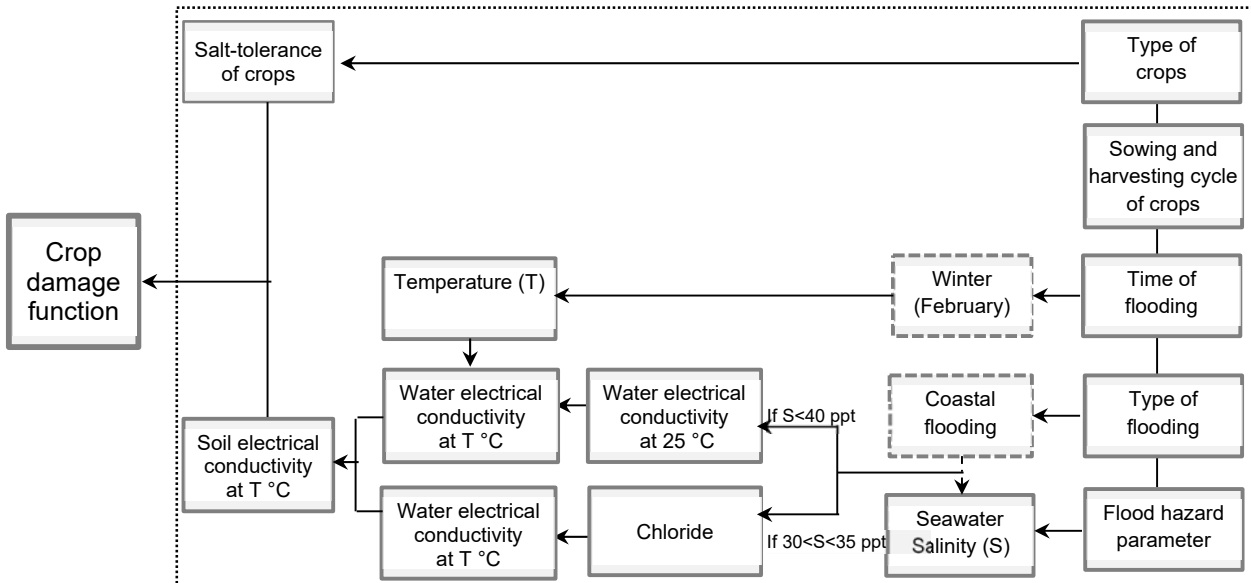 Salt-tolerance
of crops
Type of
crops
Sowing and
harvesting cycle
of crops
Crop
damage
function
Temperature (T)
Winter
(February)
Time of
flooding
Water electrical
conductivity
at T °C
Water electrical
conductivity
at 25 °C
If S<40 ppt
Coastal
flooding
Type of
flooding
Soil electrical
conductivity
at T °C
Water electrical
conductivity
at T °C
Chloride
If 30<S<35 ppt
Seawater
Salinity (S)
Flood hazard
parameter